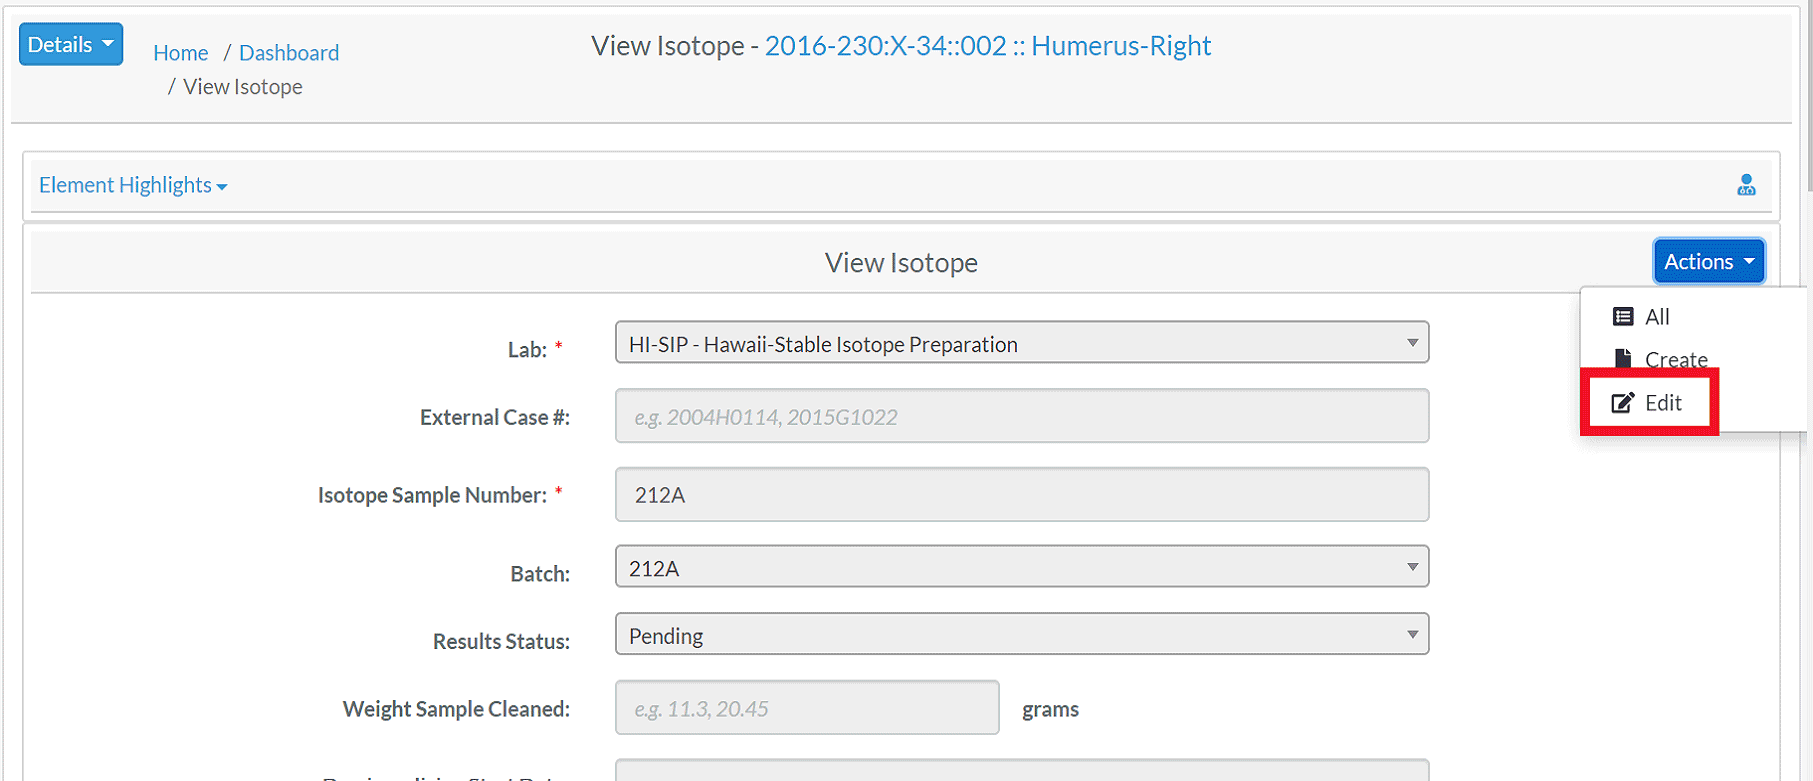 Details
Home / Dashboard
/ View Isotope
View Isotope - 2016-230:X-34::002 :: Humerus-Right
Element Highlights
View Isotope
Actions
All
Create
Edit
Lab: *
HI-SIP - Hawaii-Stable Isotope Preparation
External Case #:
e.g. 2004H0114, 2015G1022
Isotope Sample Number: *
212A
Batch:
212A
Results Status:
Pending
Weight Sample Cleaned:
e.g. 11.3, 20.45
grams